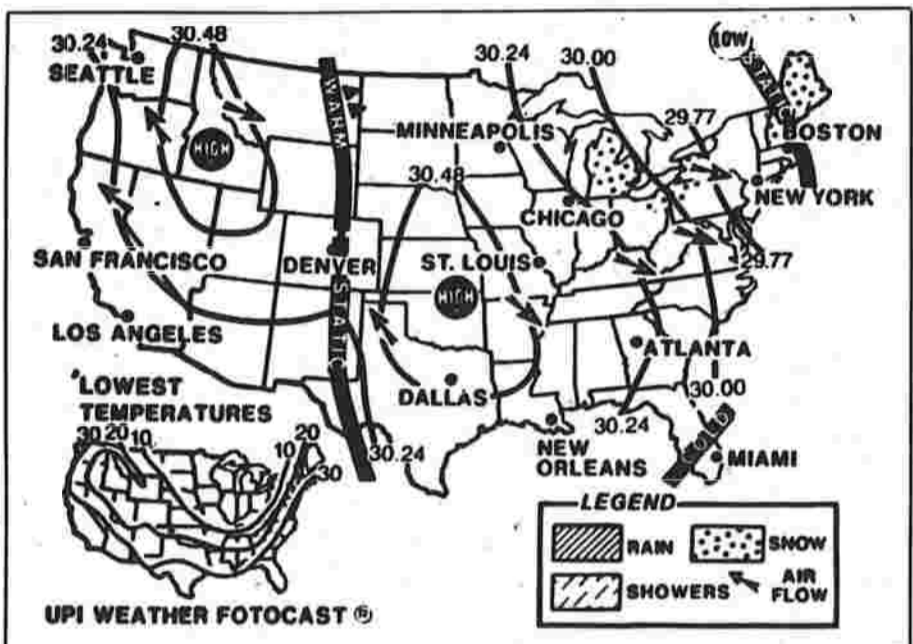 30.24
30.48
SEATTLE
30.24
30.00
29.77
WARM
HIGH
MINNEAPOLIS
BOSTON
30.48
NEW YORK
CHICAGO
SAN FRANCISCO
DENVER
ST. LOUIS
HIGH
29.77
LOS ANGELES
ATLANTA
DALLAS
30.00
30.24
30.24
NEW
ORLEANS
MIAMI
LOWEST
TEMPERATURES
30 20 10
10 20
30
LEGEND
RAIN
SNOW
SHOWERS
AIR
FLOW
UPI WEATHER FOTOCAST ®